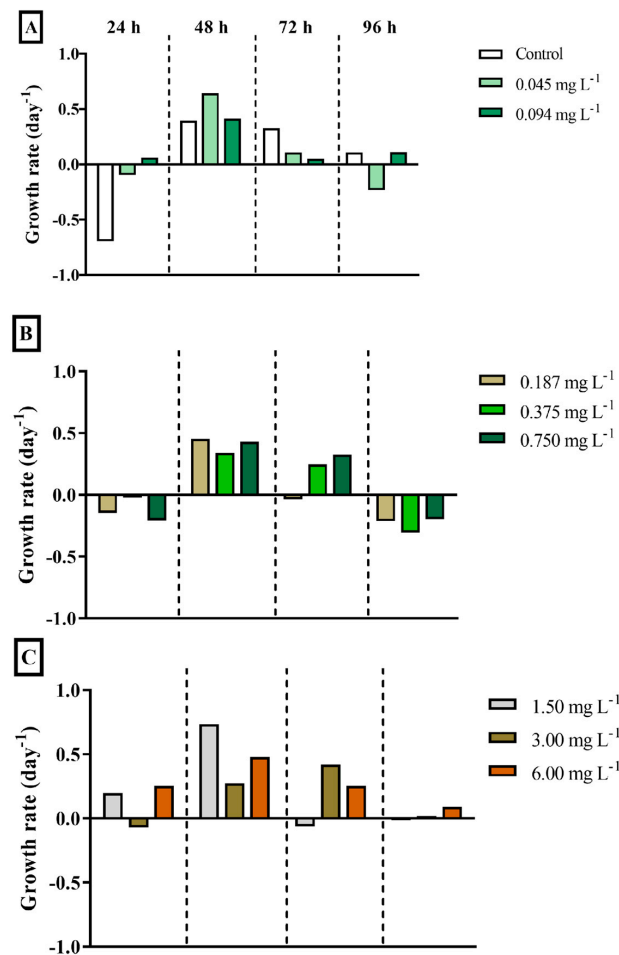 A
24 h 48 h 72 h 96 h
1.0
0.5
0.0
-0.5
-1.0
Growth rate (day⁻¹)
Control
0.045 mg L⁻¹
0.094 mg L⁻¹
B
1.0
0.5
0.0
-0.5
-1.0
Growth rate (day⁻¹)
0.187 mg L⁻¹
0.375 mg L⁻¹
0.750 mg L⁻¹
C
1.0
0.5
0.0
-0.5
-1.0
Growth rate (day⁻¹)
1.50 mg L⁻¹
3.00 mg L⁻¹
6.00 mg L⁻¹